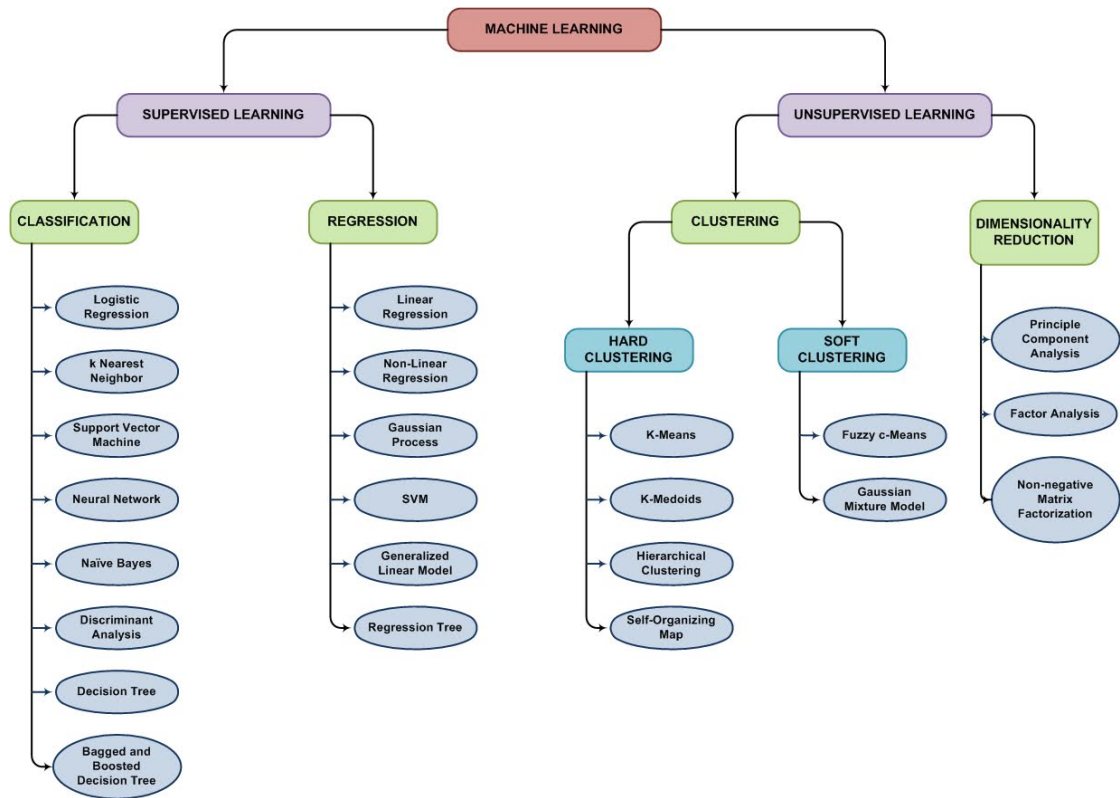 MACHINE LEARNING
SUPERVISED LEARNING
UNSUPERVISED LEARNING
CLASSIFICATION
REGRESSION
CLUSTERING
DIMENSIONALITY
REDUCTION
Logistic
Regression
k Nearest
Neighbor
Support Vector
Machine
Neural Network
Naïve Bayes
Discriminant
Analysis
Decision Tree
Bagged and
Boosted
Decision Tree
Linear
Regression
Non-Linear
Regression
Gaussian
Process
SVM
Generalized
Linear Model
Regression Tree
HARD
CLUSTERING
SOFT
CLUSTERING
K-Means
K-Medoids
Hierarchical
Clustering
Self-Organizing
Map
Fuzzy c-Means
Gaussian
Mixture Model
Principle
Component
Analysis
Factor Analysis
Non-negative
Matrix
Factorization